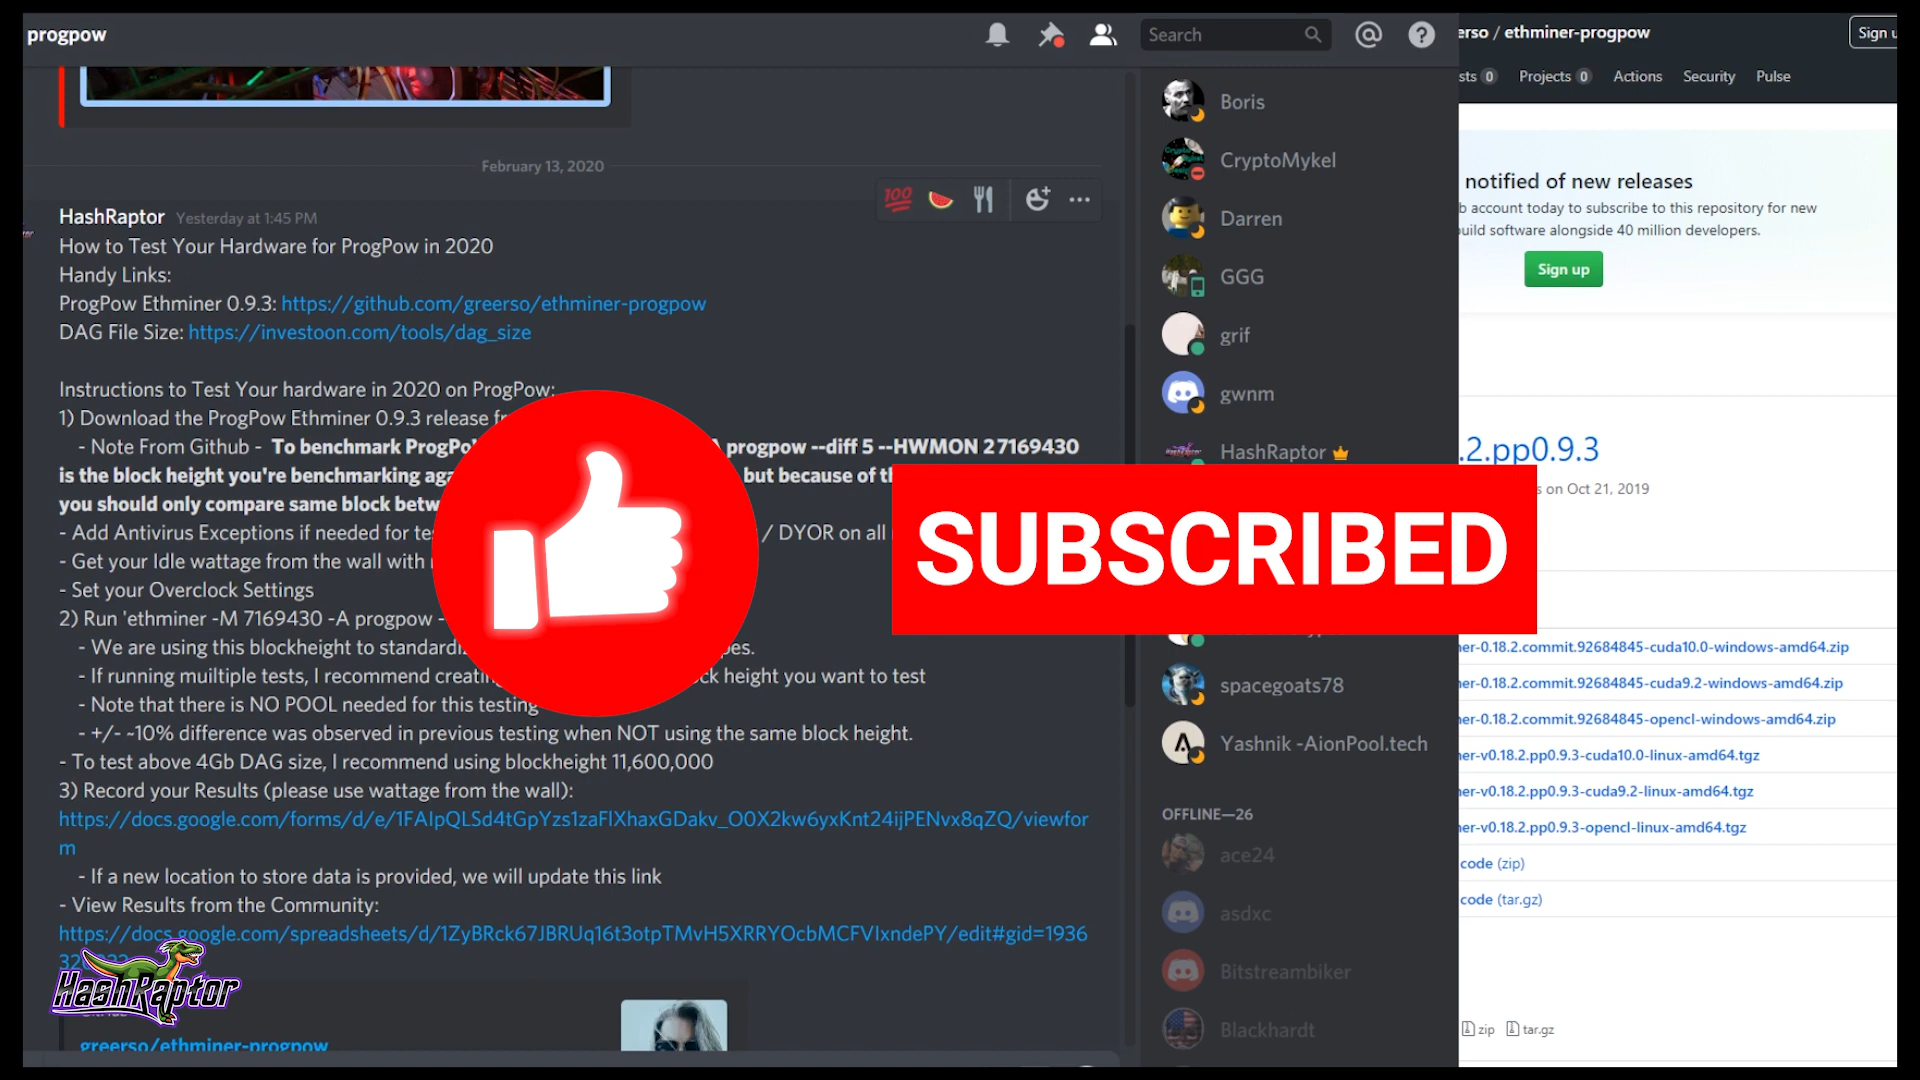 progpow
Search
February 13, 2020
HashRaptor Yesterday at 1:45 PM
How to Test Your Hardware for ProgPow in 2020
Handy Links:
ProgPow Ethminer 0.9.3: https://github.com/greerso/ethminer-progpow
DAG File Size: https://investoon.com/tools/dag_size
Instructions to Test Your hardware in 2020 on ProgPow:
1) Download the ProgPow Ethminer 0.9.3 release
- Note From Github - To benchmark progpow --diff 5 --HWMON 2 7169430
is the block height you're benchmarking but because of
you should only compare same block
- Add Antivirus Exceptions if needed for / DYOR on all
- Get your Idle wattage from the wall with
- Set your Overclock Settings
2) Run 'ethminer -M 7169430 -A progpow
- We are using this blockheight to
- If running muiltiple tests, I recommend height you want to test
- Note that there is NO POOL needed for this testing
- +/- ~10% difference was observed in previous testing when NOT using the same block height.
- To test above 4Gb DAG size, I recommend using blockheight 11,600,000
3) Record your Results (please use wattage from the wall):
https://docs.google.com/forms/d/e/1FAIpQLSd4tGpYzs1zaFlXhaxGDakv_O0X2kw6yxKnt24ijPENvx8qZQ/viewfor
m
- If a new location to store data is provided, we will update this link
- View Results from the Community:
https://docs.google.com/spreadsheets/d/1ZyBRck67JBRUq16t3otpTMvH5XRRYOcbMCFVIxndePY/edit#gid=1936
HashRaptor
greerso/ethminer-progpow
SUBSCRIBED
Boris
CryptoMykel
Darren
GGG
grif
gwnm
HashRaptor
spacegoats78
Yashnik -AionPool.tech
OFFLINE—26
ace24
asdxc
Bitstreambiker
Blackhardt
erso / ethminer-progpow
Sign u
sts 0 Projects 0 Actions Security Pulse
notified of new releases
b account today to subscribe to this repository for new
uild software alongside 40 million developers.
Sign up
.2.pp0.9.3
s on Oct 21, 2019
er-0.18.2.commit.92684845-cuda10.0-windows-amd64.zip
er-0.18.2.commit.92684845-cuda9.2-windows-amd64.zip
er-0.18.2.commit.92684845-opencl-windows-amd64.zip
er-v0.18.2.pp0.9.3-cuda10.0-linux-amd64.tgz
er-v0.18.2.pp0.9.3-cuda9.2-linux-amd64.tgz
er-v0.18.2.pp0.9.3-opencl-linux-amd64.tgz
code (zip)
code (tar.gz)
zip tar.gz